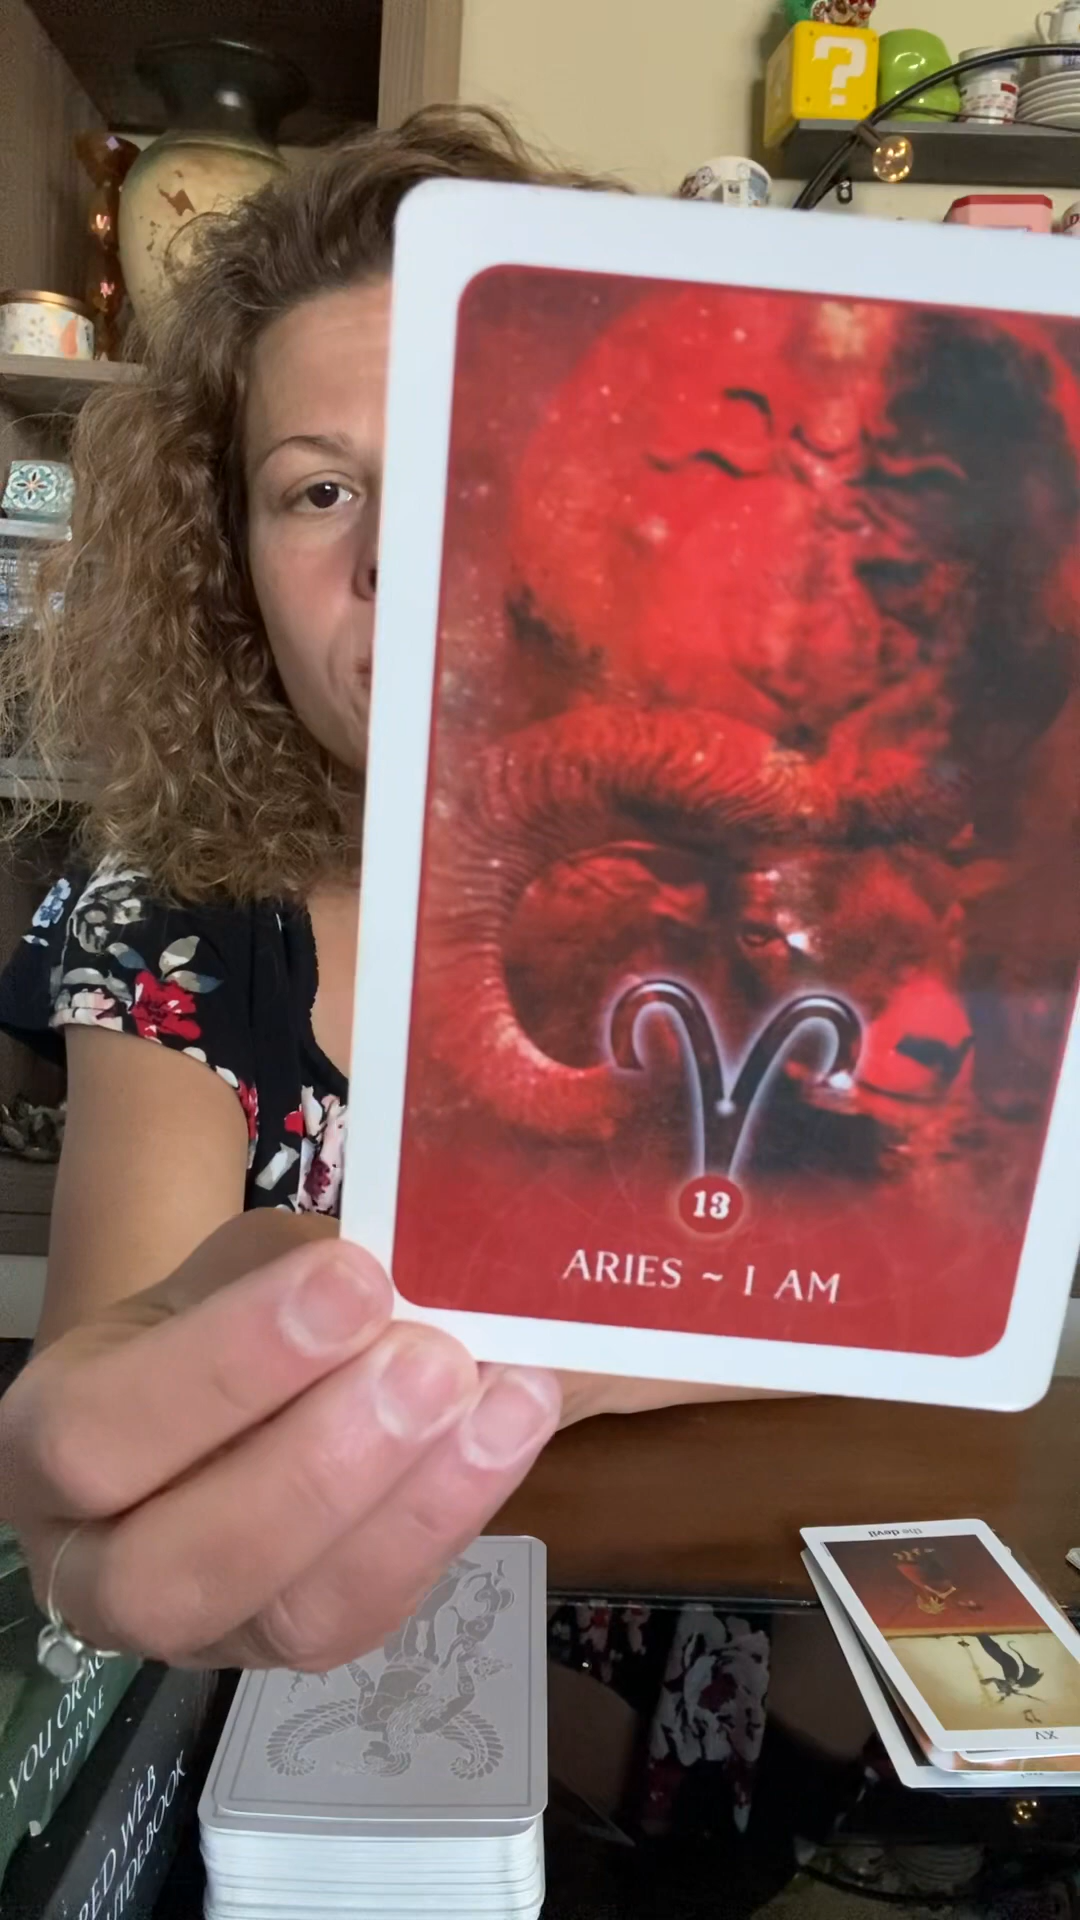 ?
13
ARIES ~ I AM
the devil
XV
YOU ORAC
HORNE
RED WEB
UIDEBOOK